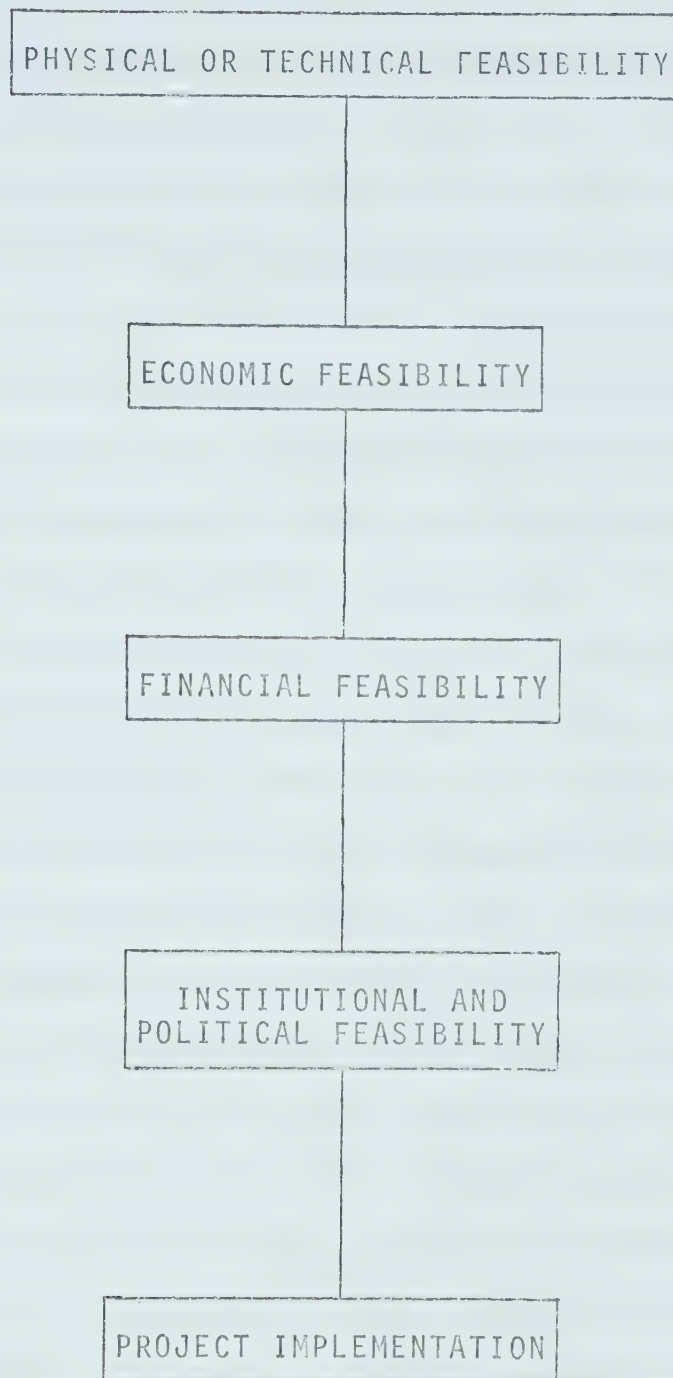 PHYSICAL OR TECHNICAL FEASIBILITY
ECONOMIC FEASIBILITY
FINANCIAL FEASIBILITY
INSTITUTIONAL AND
POLITICAL FEASIBILITY
PROJECT IMPLEMENTATION